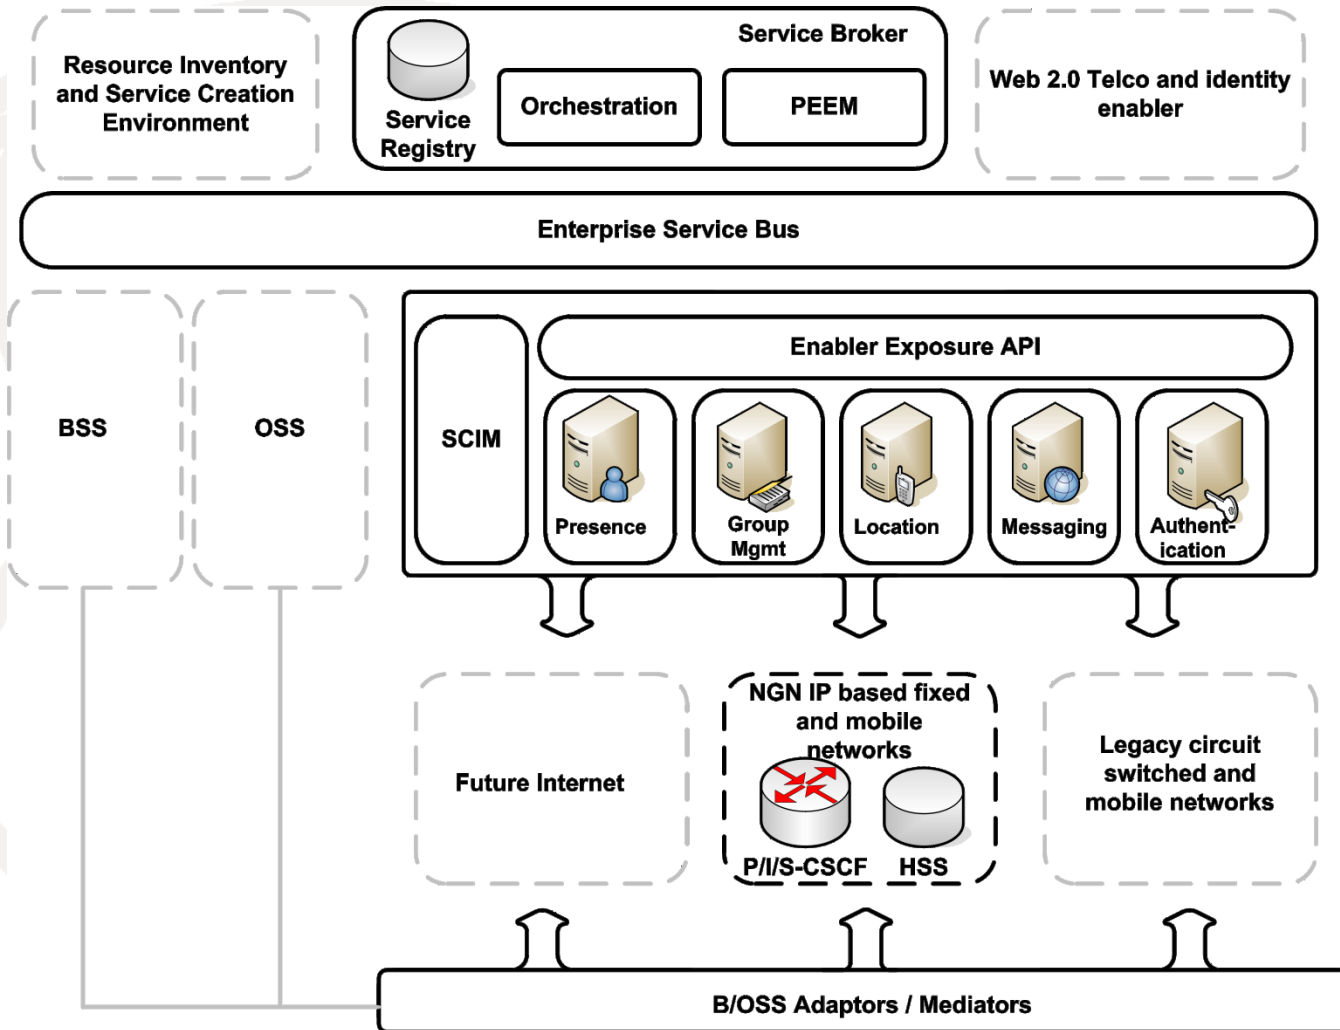 Resource Inventory
and Service Creation
Environment
Service Broker
Service
Registry
Orchestration
PEEM
Web 2.0 Telco and identity
enabler
Enterprise Service Bus
BSS
OSS
SCIM
Enabler Exposure API
Presence
Group
Mgmt
Location
Messaging
Authent-
ication
Future Internet
NGN IP based fixed
and mobile
networks
P/I/S-CSCF
HSS
Legacy circuit
switched and
mobile networks
B/OSS Adaptors / Mediators